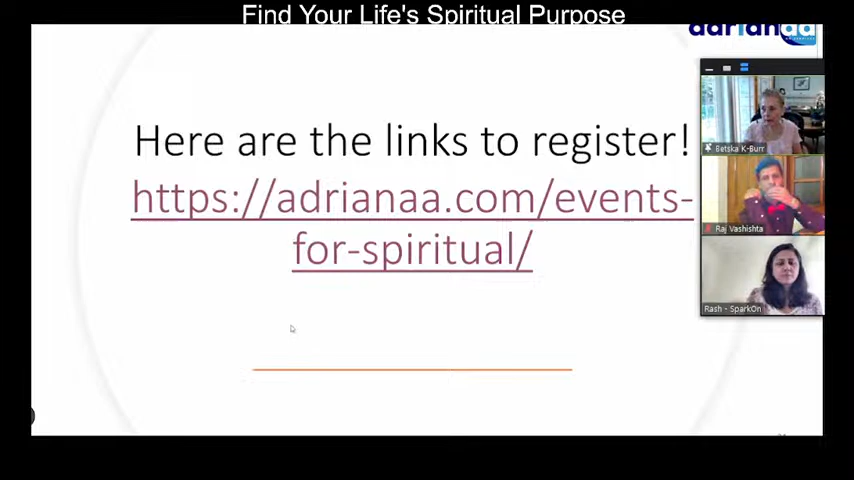 Find Your Life's Spiritual Purpose
adrianaa
Here are the links to register!
https://adrianaa.com/events-
for-spiritual/
Betska K-Burr
Raj Vashishta
Rash - SparkOn